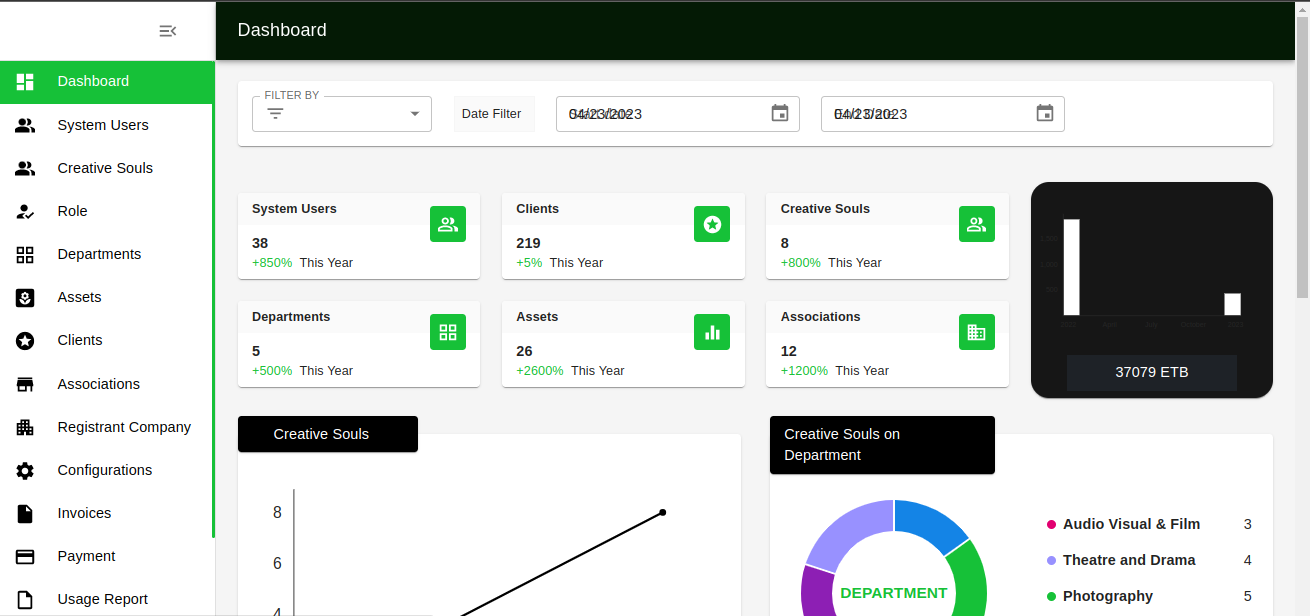 Dashboard
Dashboard
System Users
Creative Souls
Role
Departments
Assets
Clients
Associations
Registrant Company
Configurations
Invoices
Payment
Usage Report
FILTER BY
Date Filter
04/23/2023
Start date
04/23/2023
End Date
System Users
38
+850% This Year
Clients
219
+5% This Year
Creative Souls
8
+800% This Year
Departments
5
+500% This Year
Assets
26
+2600% This Year
Associations
12
+1200% This Year
37079 ETB
Creative Souls
8
6
4
Creative Souls on
Department
DEPARTMENT
Audio Visual & Film 3
Theatre and Drama 4
Photography 5